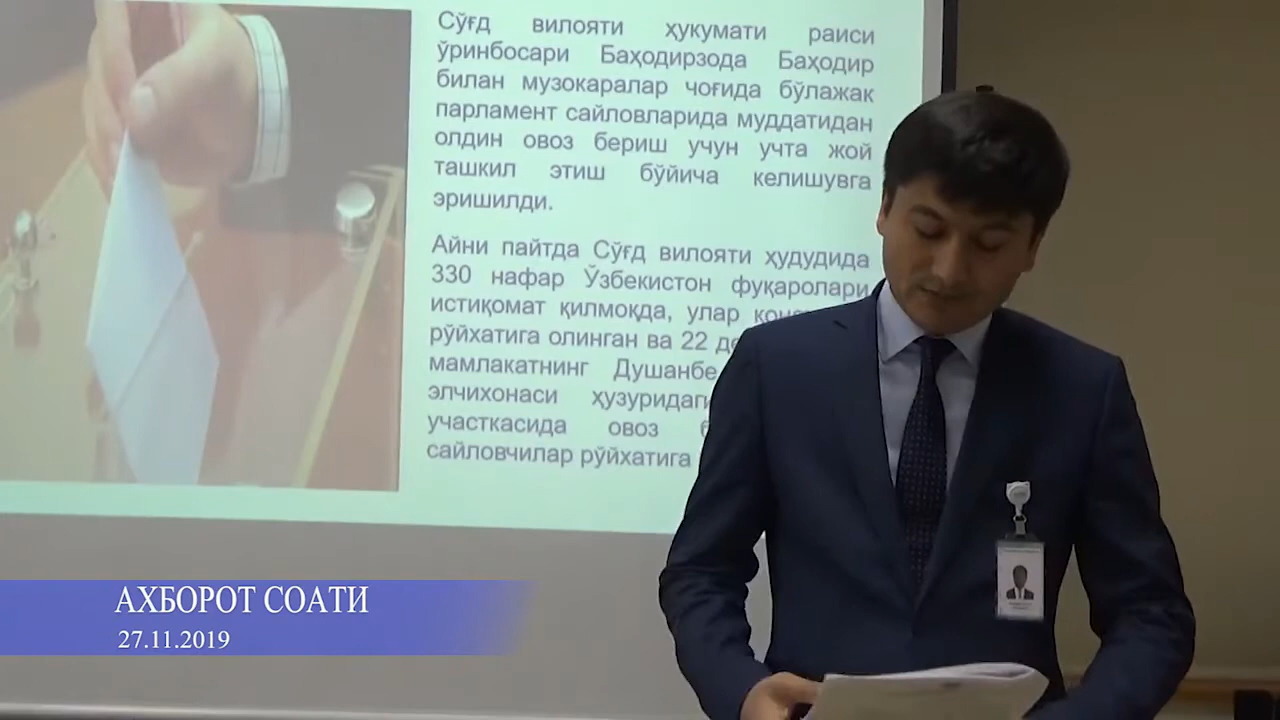 Сўғд вилояти ҳукумати раиси
ўринбосари Баҳодирзода Баҳодир
билан музокаралар чоғида бўлажак
парламент сайловларида муддатидан
олдин овоз бериш учун учта жой
ташкил этиш бўйича келишувга
эришилди.
Айни пайтда Сўғд вилояти ҳудудида
330 нафар Ўзбекистон фуқаролари
истиқомат қилмоқда, улар
рўйхатига олинган ва 22
мамлакатнинг Душанбе
элчихонаси ҳузуридаги
участкасида овоз
сайловчилар рўйхатига
АХБОРОТ СОАТИ
27.11.2019